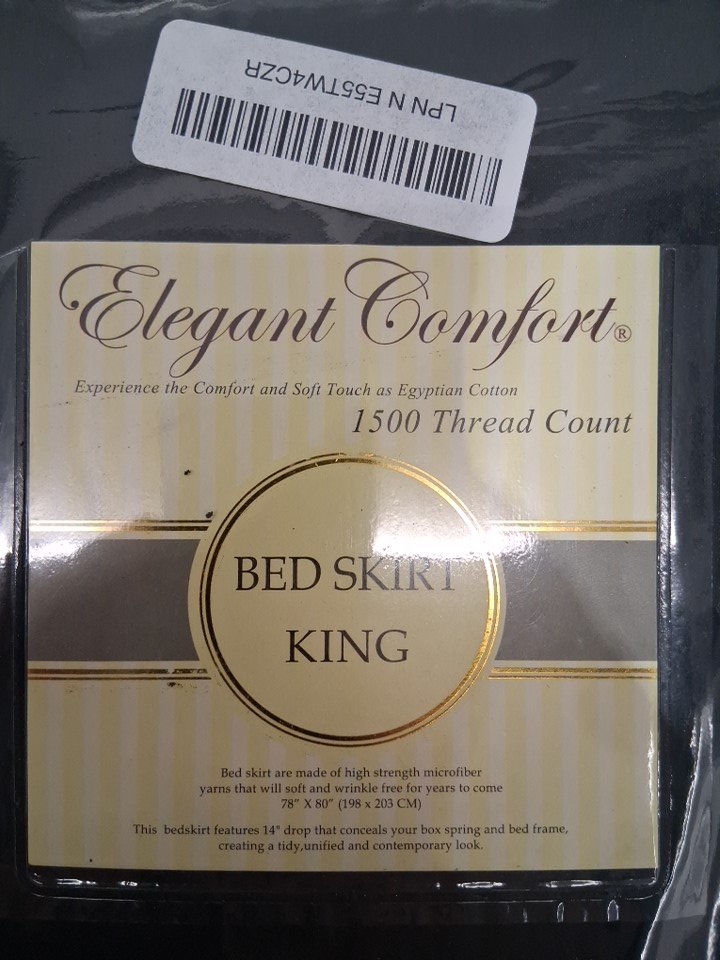 LPN N E55TW4CZR
Elegant Comfort®
Experience the Comfort and Soft Touch as Egyptian Cotton
1500 Thread Count
BED SKIRT
KING
Bed skirt are made of high strength microfiber
yarns that will soft and wrinkle free for years to come
78” X 80” (198 x 203 CM)
This bedskirt features 14" drop that conceals your box spring and bed frame,
creating a tidy,unified and contemporary look.